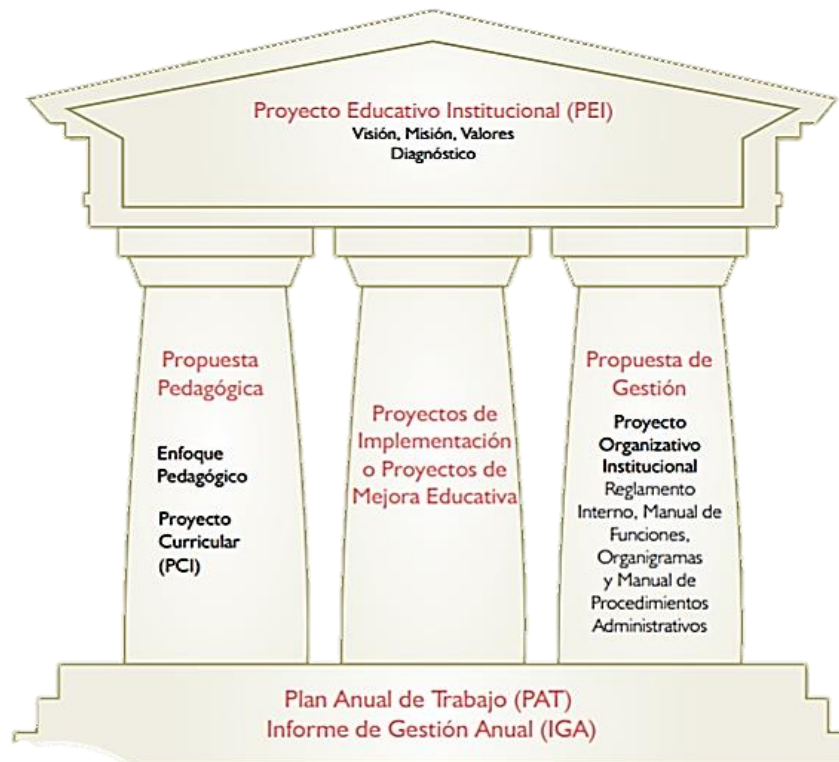 Proyecto Educativo Institucional (PEI)
Visión, Misión, Valores
Diagnóstico
Propuesta
Pedagógica
Enfoque
Pedagógico
Proyecto
Curricular
(PCI)
Proyectos de
Implementación
o Proyectos de
Mejora Educativa
Propuesta de
Gestión
Proyecto
Organizativo
Institucional
Reglamento
Interno, Manual de
Funciones,
Organigramas
y Manual de
Procedimientos
Administrativos
Plan Anual de Trabajo (PAT)
Informe de Gestión Anual (IGA)